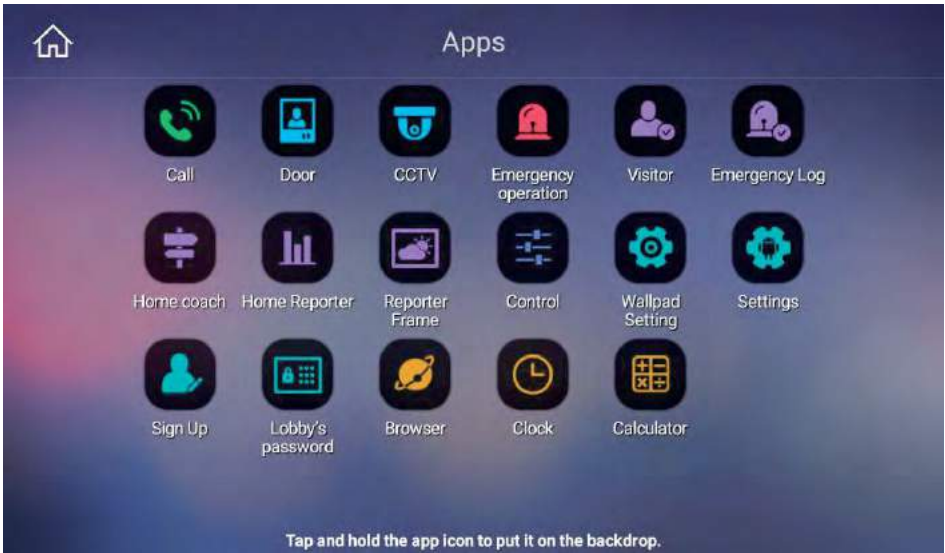 Apps
Call
Door
CCTV
Emergency
operation
Visitor
Emergency Log
Home coach
Home Reporter
Reporter
Frame
Control
Wallpad
Setting
Settings
Sign Up
Lobby's
password
Browser
Clock
Calculator
Tap and hold the app icon to put it on the backdrop.